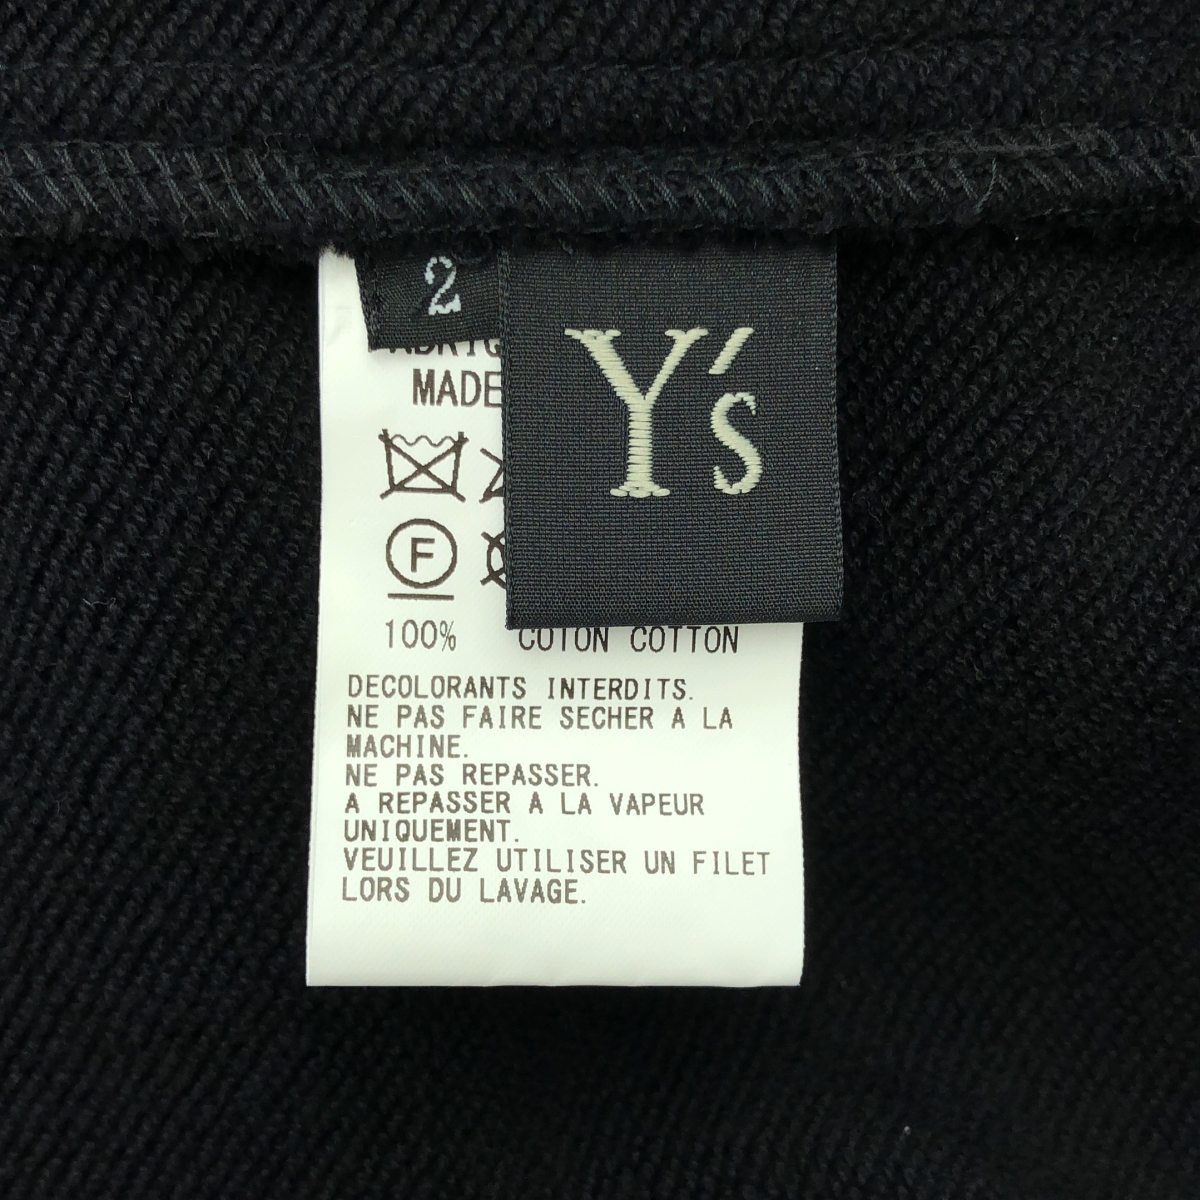 2
Y's
MADE
F
100% COTON COTTON
DECOLORANTS INTERDITS.
NE PAS FAIRE SECHER A LA
MACHINE.
NE PAS REPASSER.
A REPASSER A LA VAPEUR
UNIQUEMENT.
VEUILLEZ UTILISER UN FILET
LORS DU LAVAGE.